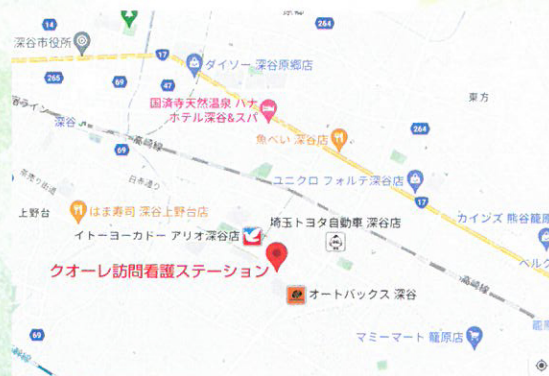 14
264
深谷市役所
17
ダイソー 深谷原郷店
265
69
47
国済寺天然温泉 ハナ
ホテル深谷&スパ
東方
深谷
高崎線
264
69
魚べい 深谷店
ユニクロ フォルテ深谷店
17
上野台
はま寿司 深谷上野台店
埼玉トヨタ自動車 深谷店
カインズ 熊谷籠原
イトーヨーカドー アリオ深谷店
ベルク
クオーレ訪問看護ステーション
高崎線
オートバックス 深谷
69
マミーマート 籠原店